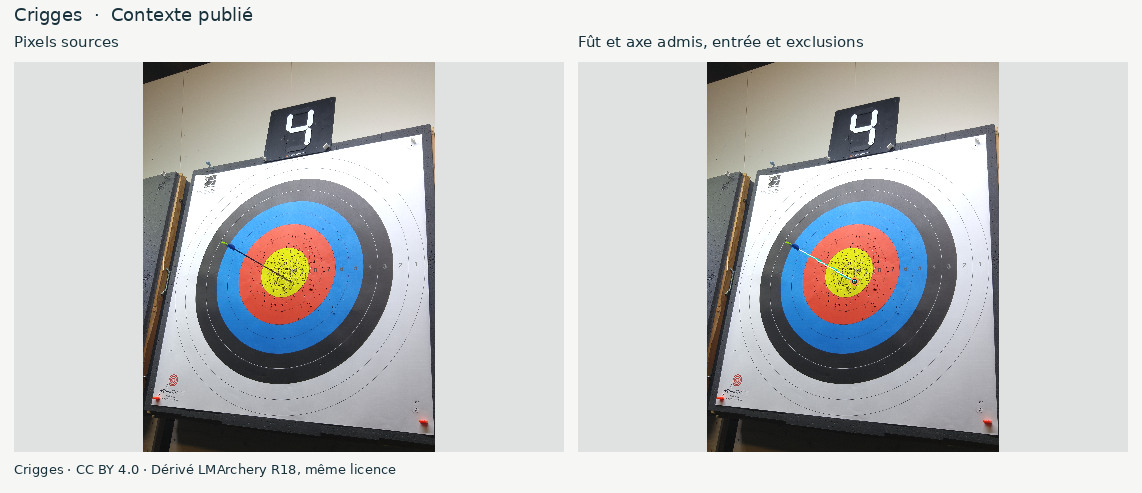 Crigges · Contexte publié
Pixels sources
Fût et axe admis, entrée et exclusions
4
4
Crigges · CC BY 4.0 · Dérivé LMArchery R18, même licence